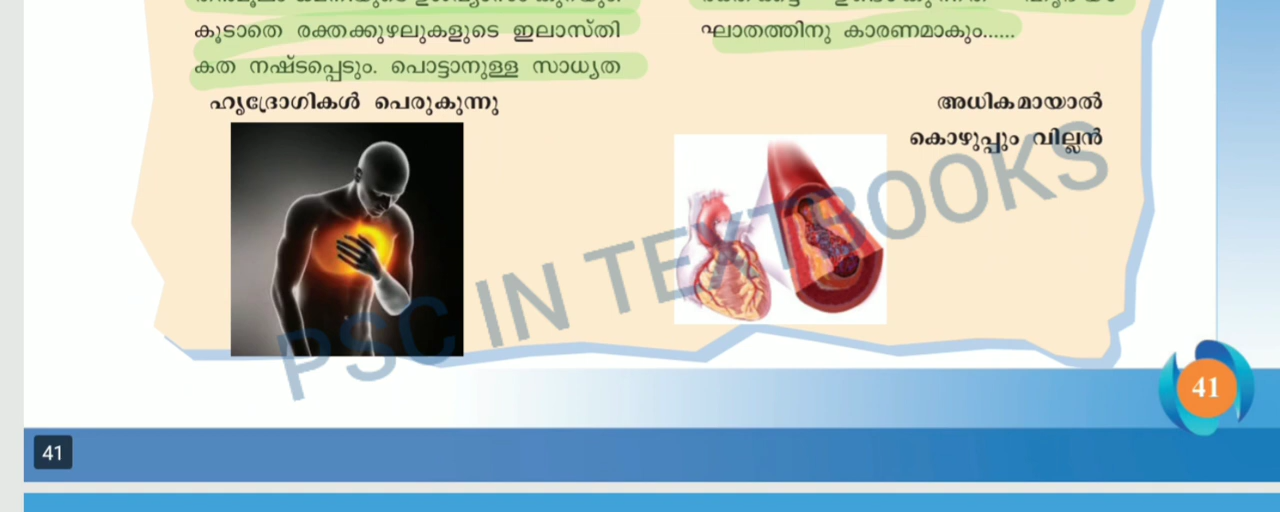 കൂടാതെ രക്തക്കുഴലുകളുടെ ഇലാസ്തി
കത നഷ്ടപ്പെടും. പൊട്ടാനുള്ള സാധ്യത
ഹൃദ്രോഗികൾ പെരുകുന്നു
ഘാതത്തിനു കാരണമാകും......
അധികമായാൽ
കൊഴുപ്പും വില്ലൻ
PSC IN TEXTBOOKS
41
41